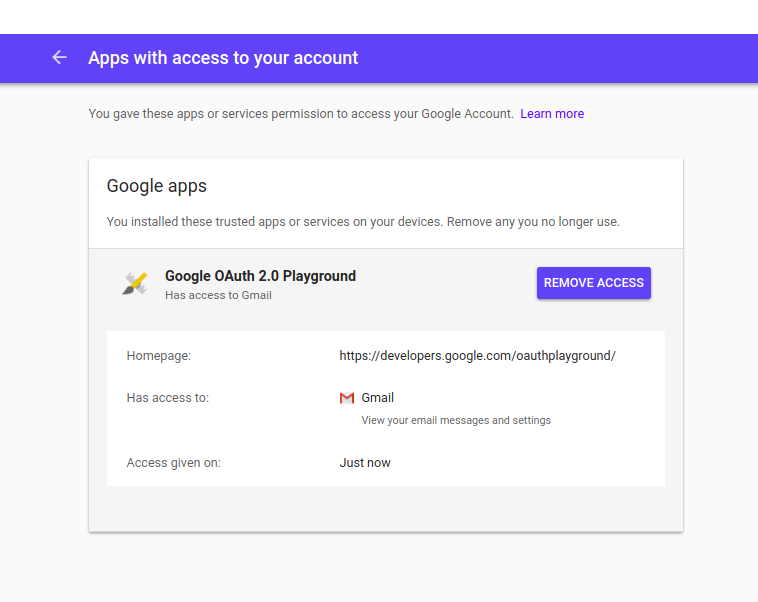 Apps with access to your account
You gave these apps or services permission to access your Google Account. Learn more
Google apps
You installed these trusted apps or services on your devices. Remove any you no longer use.
Google OAuth 2.0 Playground
Has access to Gmail
REMOVE ACCESS
Homepage: https://developers.google.com/oauthplayground/
Has access to: Gmail
View your email messages and settings
Access given on: Just now